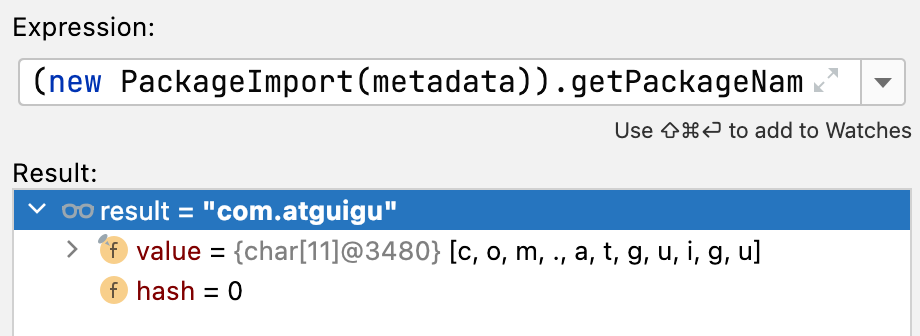 Expression:
(new PackageImport(metadata)).getPackageNam
Use ⇧⌘⏎ to add to Watches
Result:
result = "com.atguigu"
f value = {char[11]@3480} [c, o, m, ., a, t, g, u, i, g, u]
f hash = 0